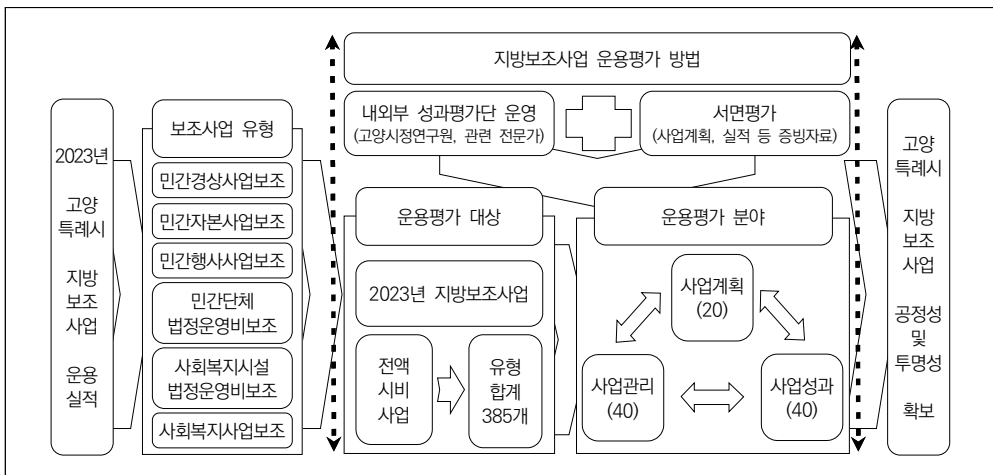 지방보조사업 운용평가 방법
내외부 성과평가단 운영
(고양시정연구원, 관련 전문가)
서면평가
(사업계획, 실적 등 증빙자료)
2023년
고양
특례시
지방
보조
사업
운용
실적
보조사업 유형
민간경상사업보조
민간자본사업보조
민간행사사업보조
민간단체
법정운영비보조
사회복지시설
법정운영비보조
사회복지사업보조
운용평가 대상
2023년 지방보조사업
전액
시비
사업
유형
합계
385개
운용평가 분야
사업계획
(20)
사업관리
(40)
사업성과
(40)
고양
특례시
지방
보조
사업
공정성
및
투명성
확보